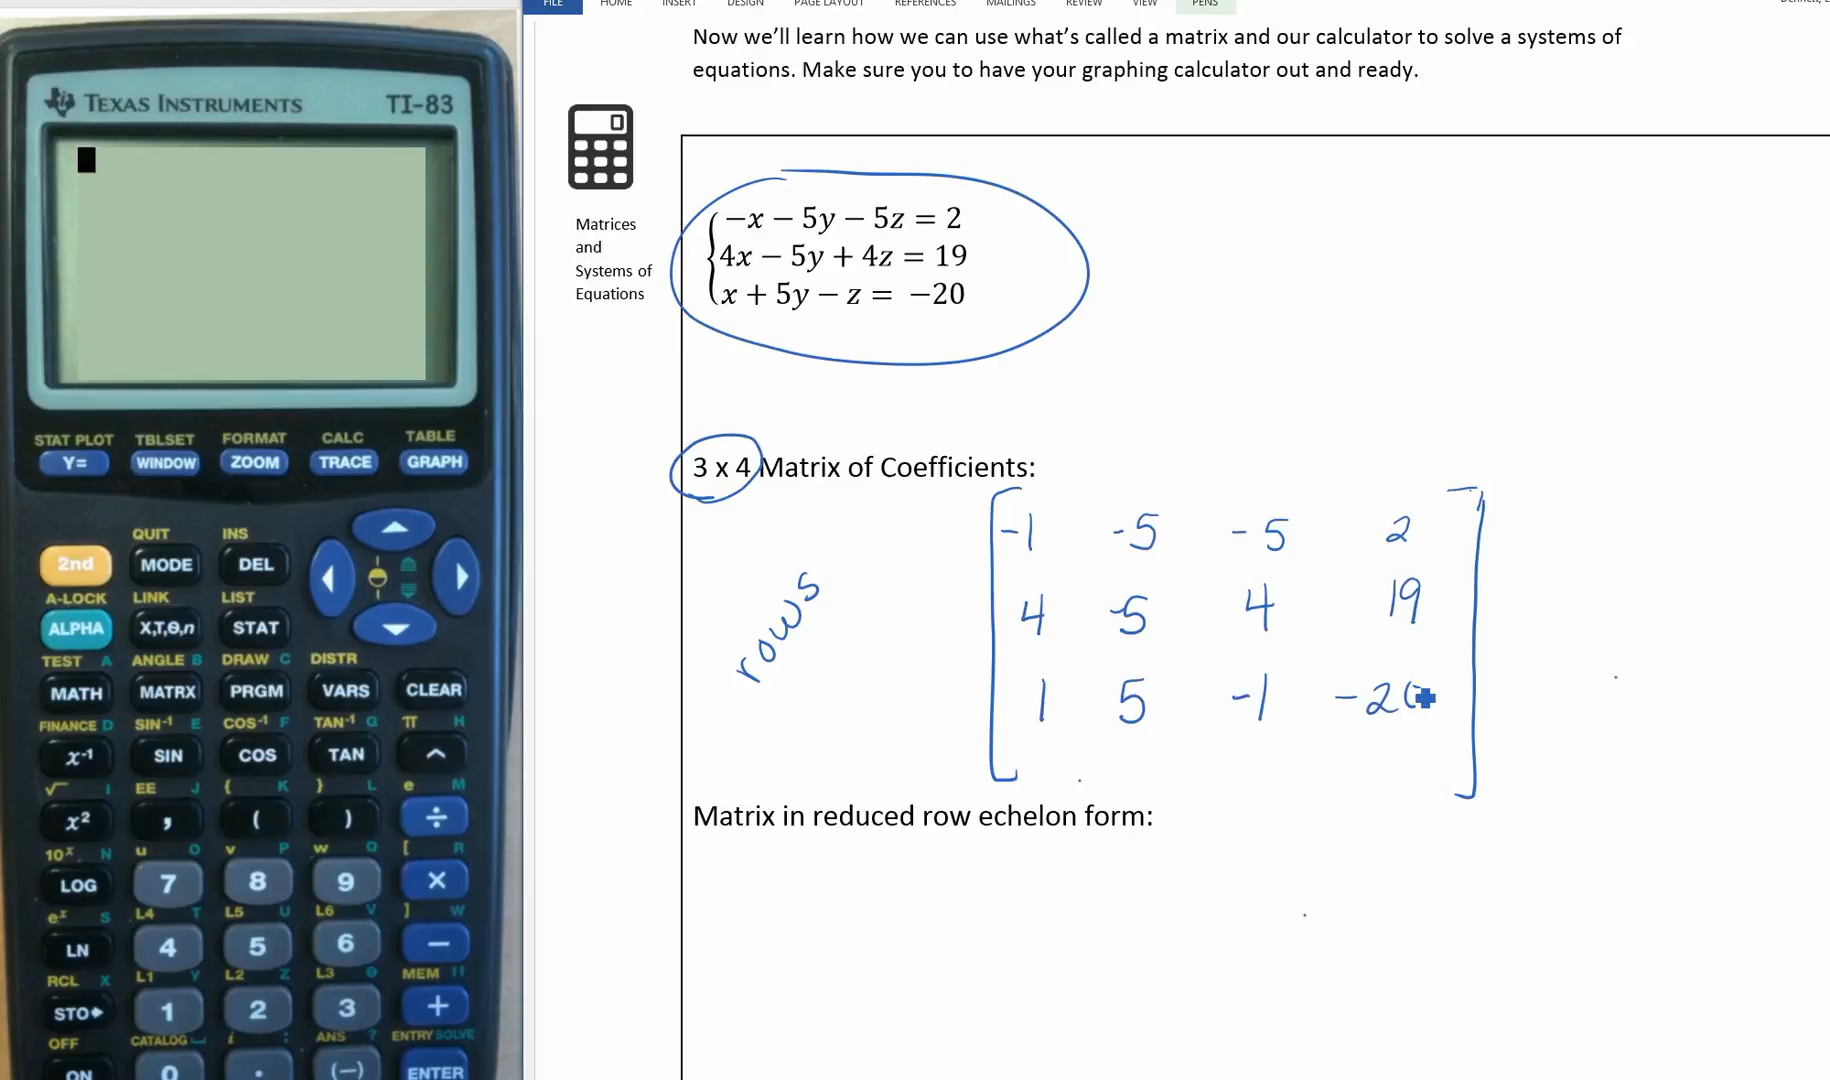 FILE HOME INSERT DESIGN PAGE LAYOUT REFERENCES MAILINGS REVIEW VIEW PENS
Now we'll learn how we can use what's called a matrix and our calculator to solve a systems of
equations. Make sure you to have your graphing calculator out and ready.
TEXAS INSTRUMENTS TI-83
0
Matrices
and
Systems of
Equations
−x − 5y − 5z = 2
4x − 5y + 4z = 19
x + 5y − z = −20
3 x 4 Matrix of Coefficients:
-1 -5 -5 2
4 -5 4 19
1 5 -1 -20
rows
Matrix in reduced row echelon form:
STAT PLOT TBLSET FORMAT CALC TABLE
Y= WINDOW ZOOM TRACE GRAPH
QUIT INS
2nd MODE DEL
A-LOCK LINK LIST
ALPHA X,T,Θ,n STAT
TEST A ANGLE B DRAW C DISTR
MATH MATRX PRGM VARS CLEAR
FINANCE D SIN⁻¹ E COS⁻¹ F TAN⁻¹ G π H
x⁻¹ SIN COS TAN ^
√ I EE J { K } L e M
x² , ( ) ÷
10ˣ N u O v P w Q [ R
LOG 7 8 9 ×
eˣ S L4 T L5 U L6 V ] W
LN 4 5 6 −
RCL X L1 Y L2 Z L3 θ MEM "
STO► 1 2 3 +
OFF CATALOG i : ANS ? ENTRY SOLVE
ON 0 . (−) ENTER